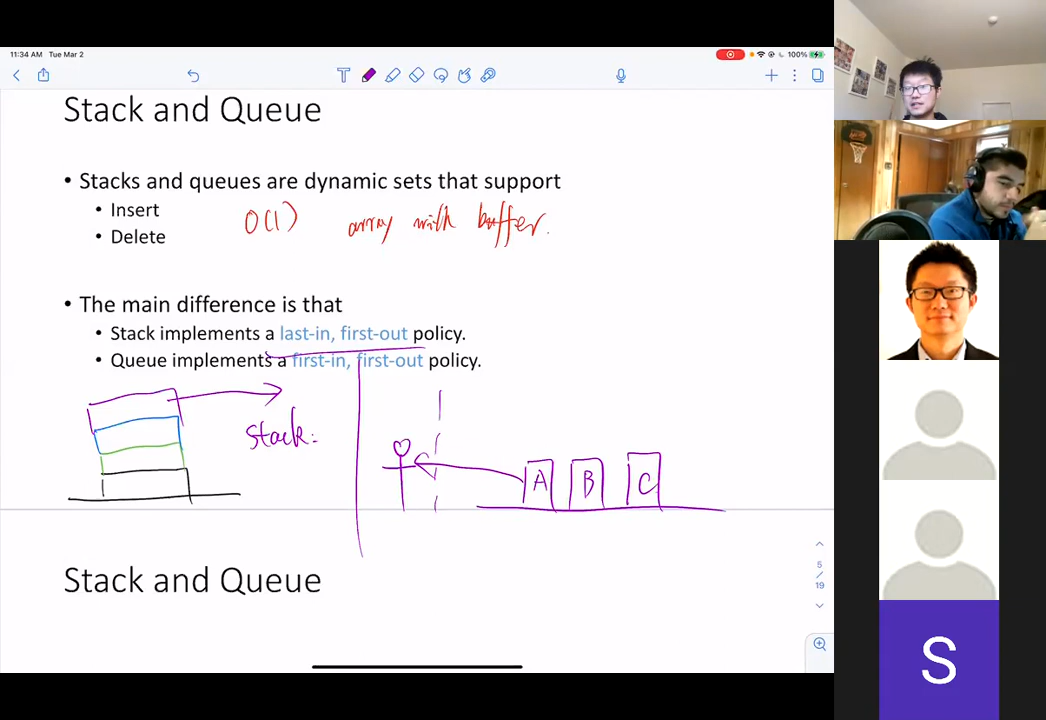 11:34 AM Tue Mar 2
100%
Stack and Queue
• Stacks and queues are dynamic sets that support
• Insert
• Delete
O(1) array with buffer.
• The main difference is that
• Stack implements a last-in, first-out policy.
• Queue implements a first-in, first-out policy.
Stack:
A B C
Stack and Queue
5
/
19
S